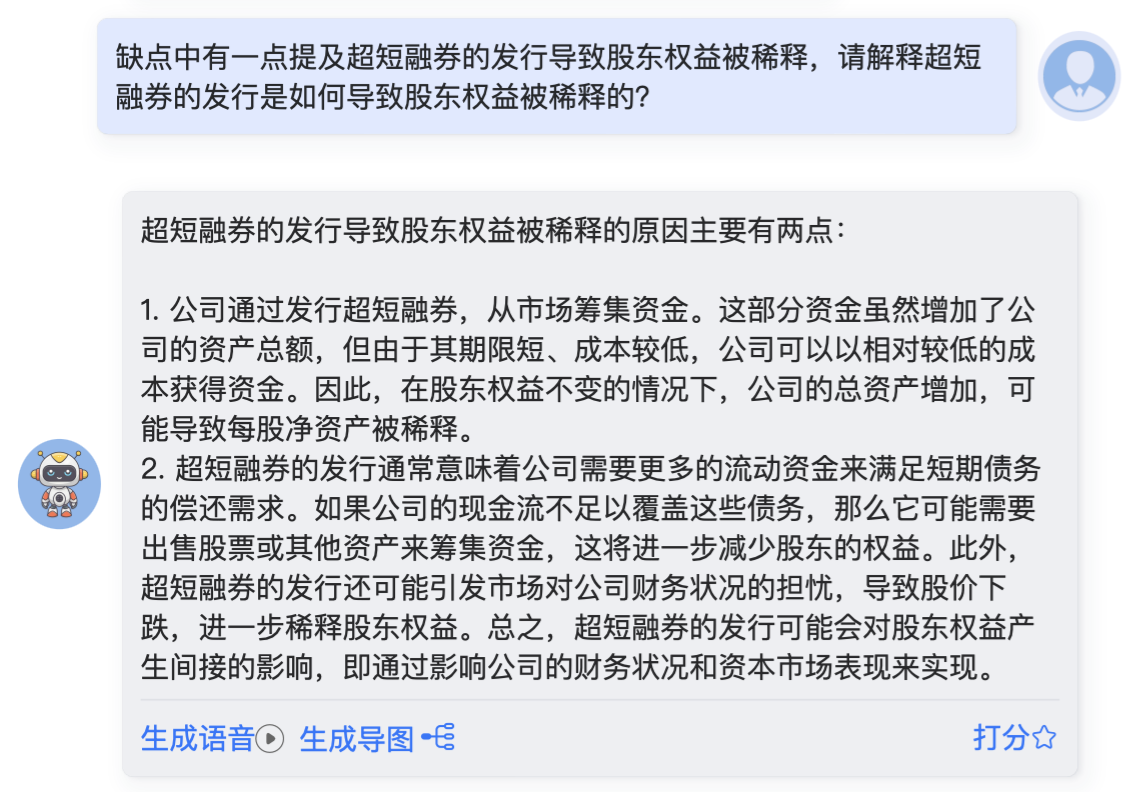 缺点中有一点提及超短融券的发行导致股东权益被稀释，请解释超短
融券的发行是如何导致股东权益被稀释的?
超短融券的发行导致股东权益被稀释的原因主要有两点：
1. 公司通过发行超短融券，从市场筹集资金。这部分资金虽然增加了公
司的资产总额，但由于其期限短、成本较低，公司可以以相对较低的成
本获得资金。因此，在股东权益不变的情况下，公司的总资产增加，可
能导致每股净资产被稀释。
2. 超短融券的发行通常意味着公司需要更多的流动资金来满足短期债务
的偿还需求。如果公司的现金流不足以覆盖这些债务，那么它可能需要
出售股票或其他资产来筹集资金，这将进一步减少股东的权益。此外，
超短融券的发行还可能引发市场对公司财务状况的担忧，导致股价下
跌，进一步稀释股东权益。总之，超短融券的发行可能会对股东权益产
生间接的影响，即通过影响公司的财务状况和资本市场表现来实现。
生成语音 生成导图 打分